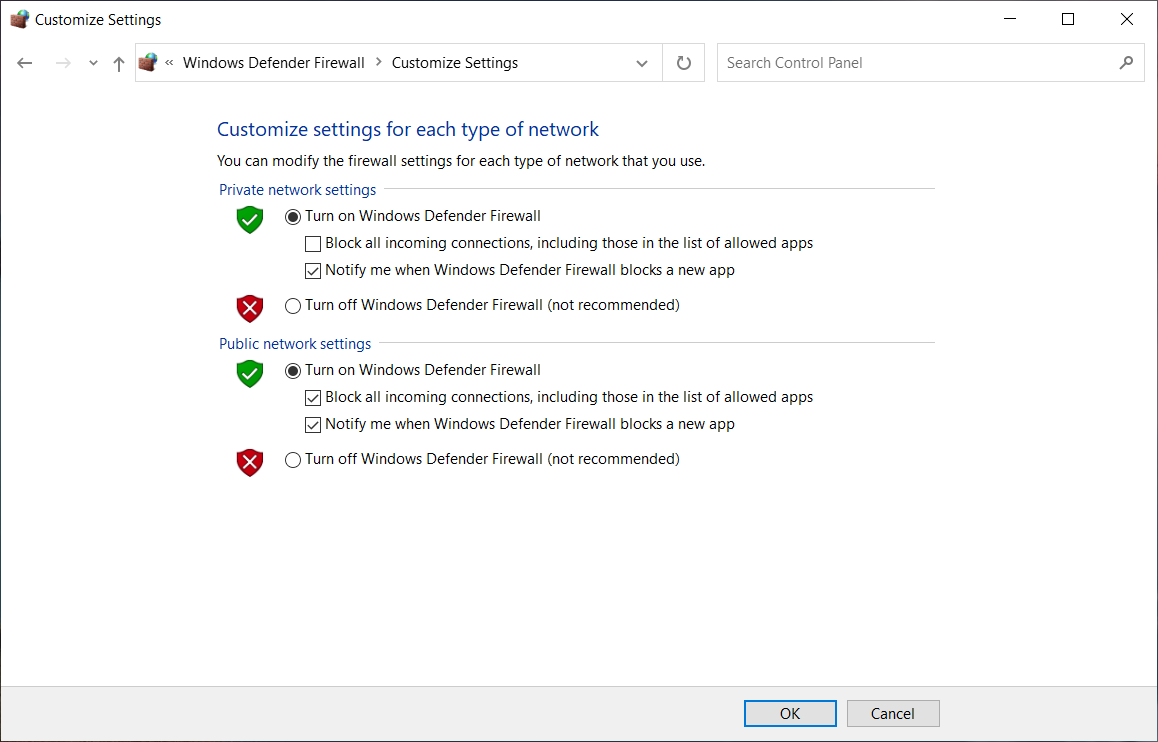 Customize Settings
« Windows Defender Firewall > Customize Settings
Search Control Panel
Customize settings for each type of network
You can modify the firewall settings for each type of network that you use.
Private network settings
Turn on Windows Defender Firewall
Block all incoming connections, including those in the list of allowed apps
Notify me when Windows Defender Firewall blocks a new app
Turn off Windows Defender Firewall (not recommended)
Public network settings
Turn on Windows Defender Firewall
Block all incoming connections, including those in the list of allowed apps
Notify me when Windows Defender Firewall blocks a new app
Turn off Windows Defender Firewall (not recommended)
OK
Cancel